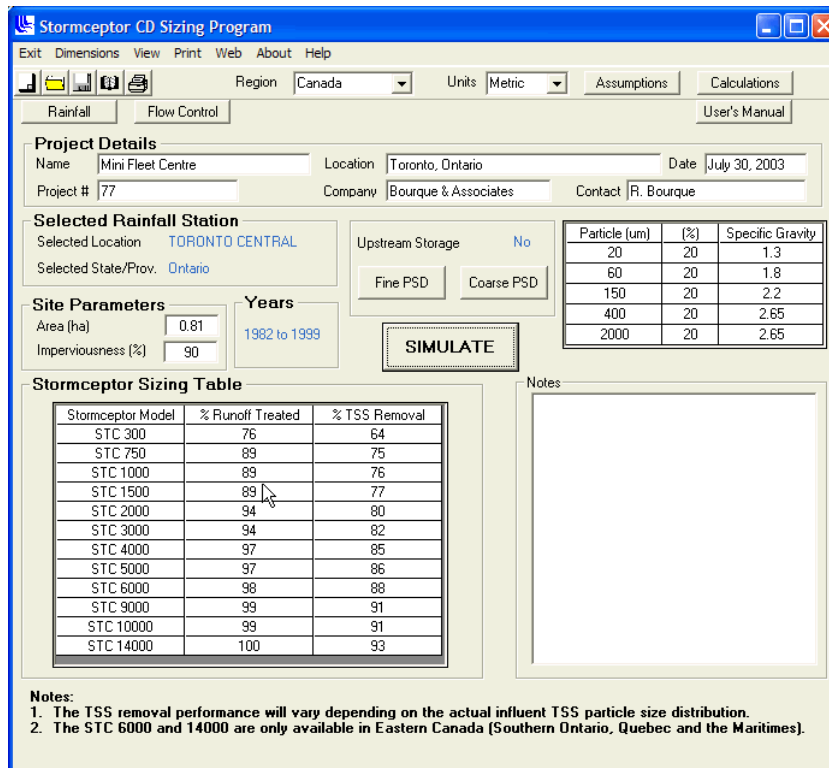 Stormceptor CD Sizing Program
Exit Dimensions View Print Web About Help
Region Canada Units Metric Assumptions Calculations
Rainfall Flow Control User's Manual
Project Details
Name Mini Fleet Centre Location Toronto, Ontario Date July 30, 2003
Project # 77 Company Bourque & Associates Contact R. Bourque
Selected Rainfall Station
Selected Location TORONTO CENTRAL
Selected State/Prov. Ontario
Upstream Storage No
Fine PSD Coarse PSD
Particle (um) (%) Specific Gravity
20 20 1.3
60 20 1.8
150 20 2.2
400 20 2.65
2000 20 2.65
Site Parameters
Area (ha) 0.81
Imperviousness (%) 90
Years
1982 to 1999
SIMULATE
Stormceptor Sizing Table
Stormceptor Model % Runoff Treated % TSS Removal
STC 300 76 64
STC 750 89 75
STC 1000 89 76
STC 1500 89 77
STC 2000 94 80
STC 3000 94 82
STC 4000 97 85
STC 5000 97 86
STC 6000 98 88
STC 9000 99 91
STC 10000 99 91
STC 14000 100 93
Notes
Notes:
1. The TSS removal performance will vary depending on the actual influent TSS particle size distribution.
2. The STC 6000 and 14000 are only available in Eastern Canada (Southern Ontario, Quebec and the Maritimes).